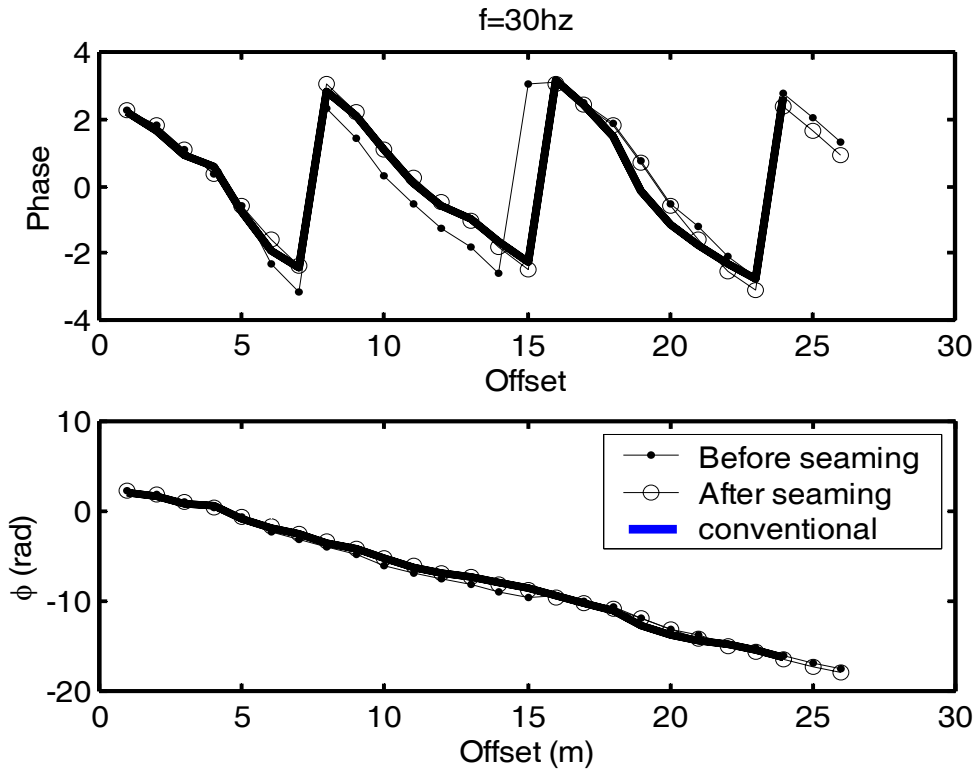 f=30hz
4
2
0
-2
-4
Phase
0
5
10
15
20
25
30
Offset
10
0
-10
-20
ϕ (rad)
Before seaming
After seaming
conventional
0
5
10
15
20
25
30
Offset (m)